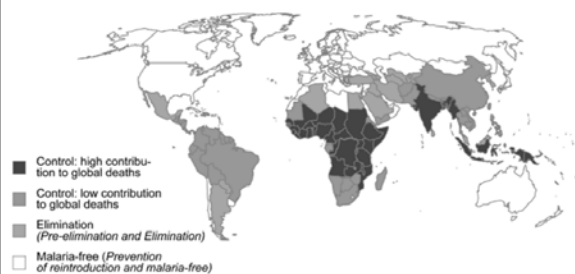 Control: high contribu-
tion to global deaths
Control: low contribution
to global deaths
Elimination
(Pre-elimination and Elimination)
Malaria-free (Prevention
of reintroduction and malaria-free)